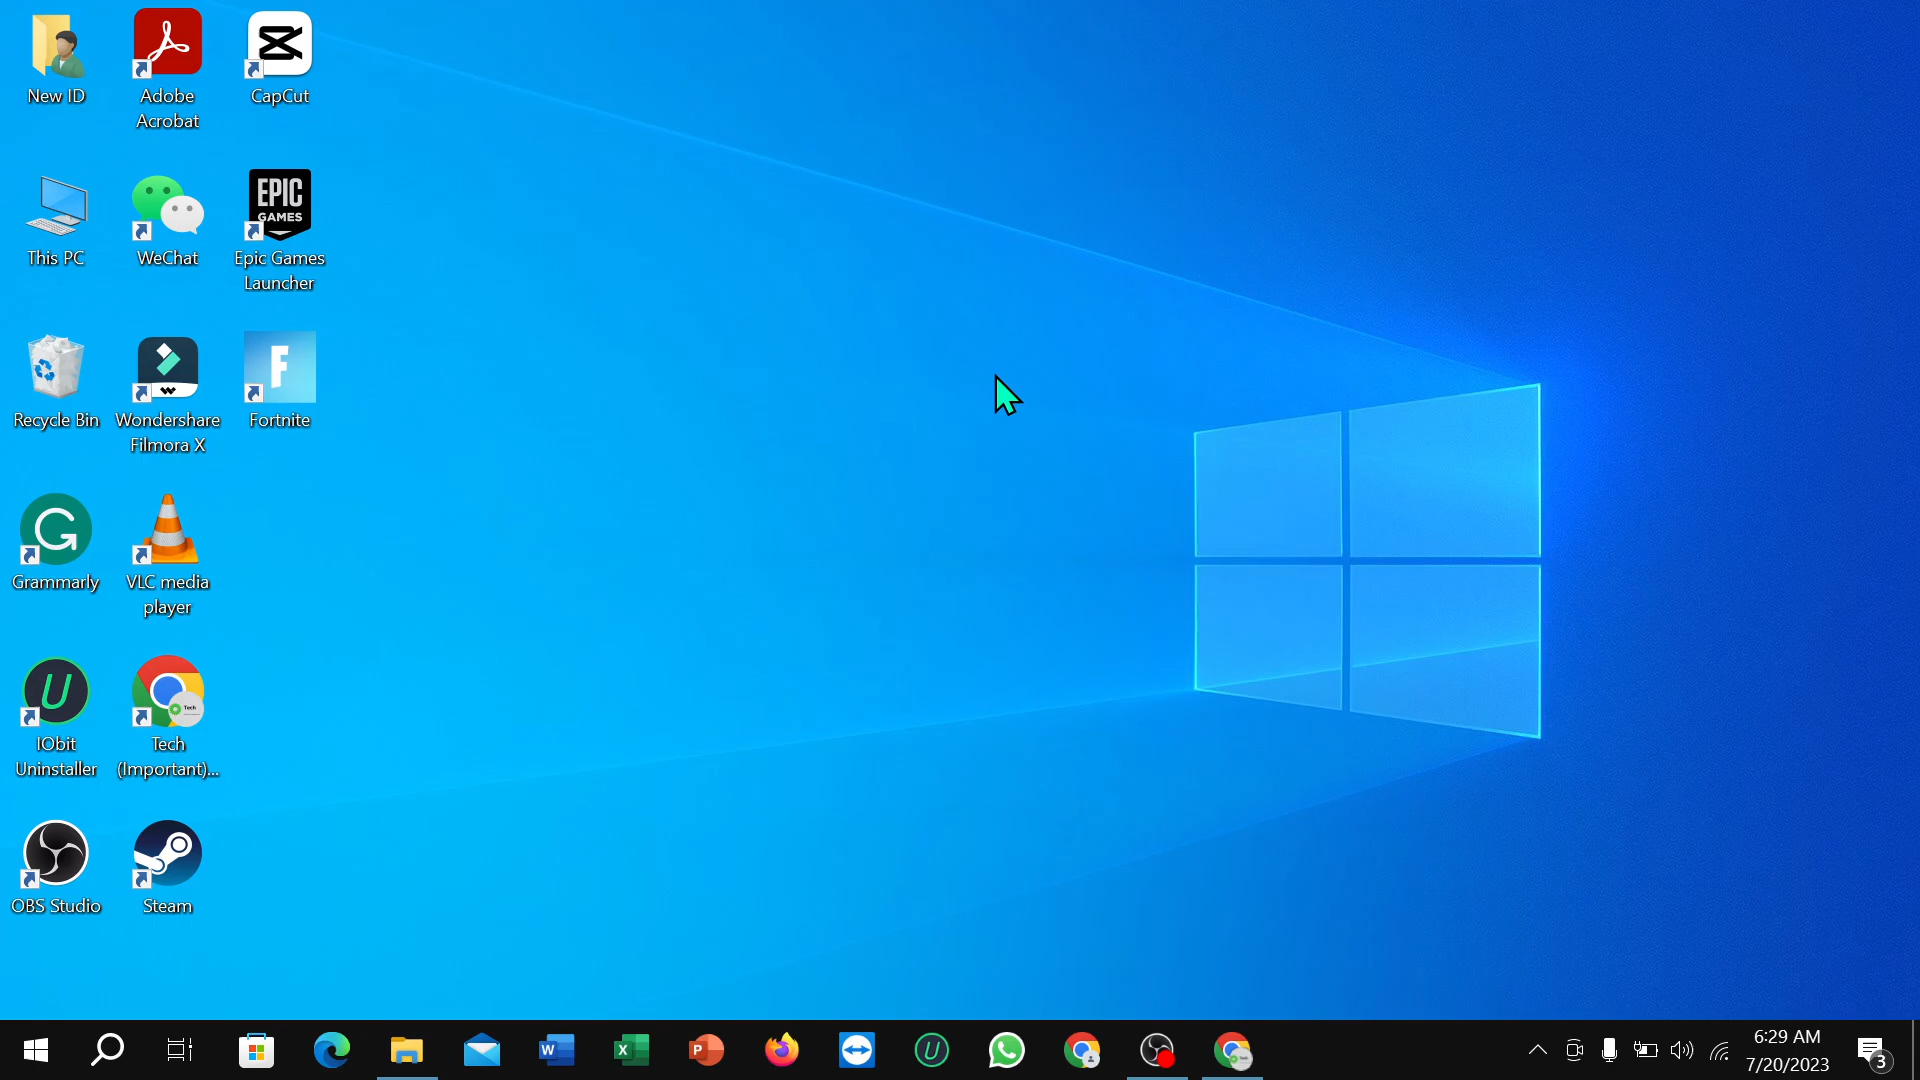 New ID
Adobe
Acrobat
CapCut
This PC
WeChat
EPIC
GAMES
Epic Games
Launcher
Recycle Bin
Wondershare
Filmora X
F
Fortnite
Grammarly
VLC media
player
IObit
Uninstaller
Tech
Tech
(Important)...
OBS Studio
Steam
6:29 AM
7/20/2023
3